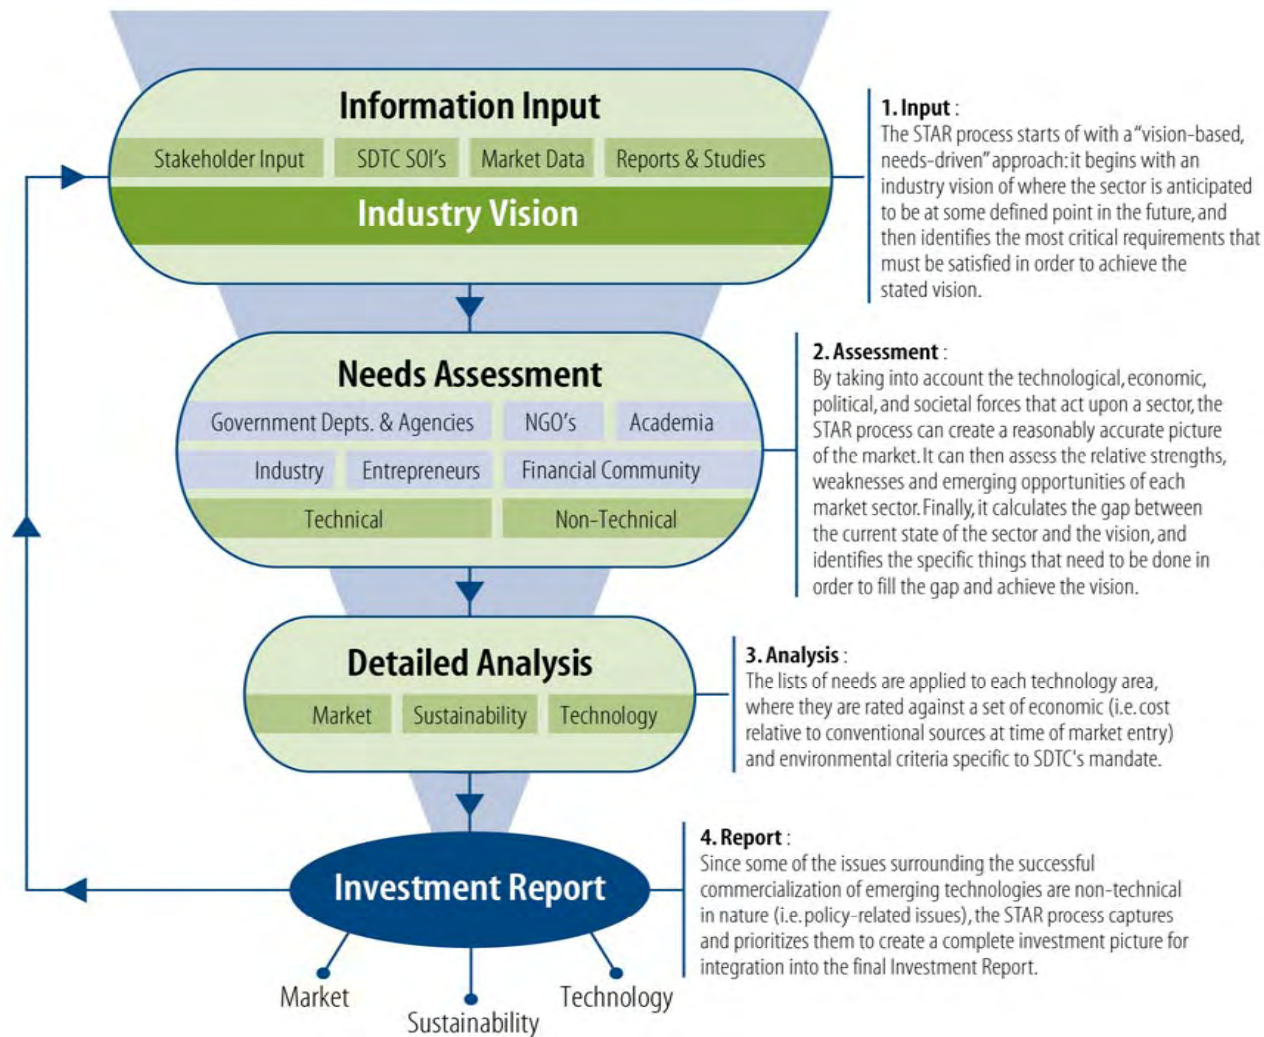 Information Input
Stakeholder Input
SDTC SOI's
Market Data
Reports & Studies
Industry Vision
1. Input :
The STAR process starts of with a "vision-based,
needs-driven" approach: it begins with an
industry vision of where the sector is anticipated
to be at some defined point in the future, and
then identifies the most critical requirements that
must be satisfied in order to achieve the
stated vision.
Needs Assessment
Government Depts. & Agencies
NGO's
Academia
Industry
Entrepreneurs
Financial Community
Technical
Non-Technical
2. Assessment :
By taking into account the technological, economic,
political, and societal forces that act upon a sector, the
STAR process can create a reasonably accurate picture
of the market. It can then assess the relative strengths,
weaknesses and emerging opportunities of each
market sector. Finally, it calculates the gap between
the current state of the sector and the vision, and
identifies the specific things that need to be done in
order to fill the gap and achieve the vision.
Detailed Analysis
Market
Sustainability
Technology
3. Analysis :
The lists of needs are applied to each technology area,
where they are rated against a set of economic (i.e. cost
relative to conventional sources at time of market entry)
and environmental criteria specific to SDTC's mandate.
Investment Report
Market
Sustainability
Technology
4. Report :
Since some of the issues surrounding the successful
commercialization of emerging technologies are non-technical
in nature (i.e. policy-related issues), the STAR process captures
and prioritizes them to create a complete investment picture for
integration into the final Investment Report.